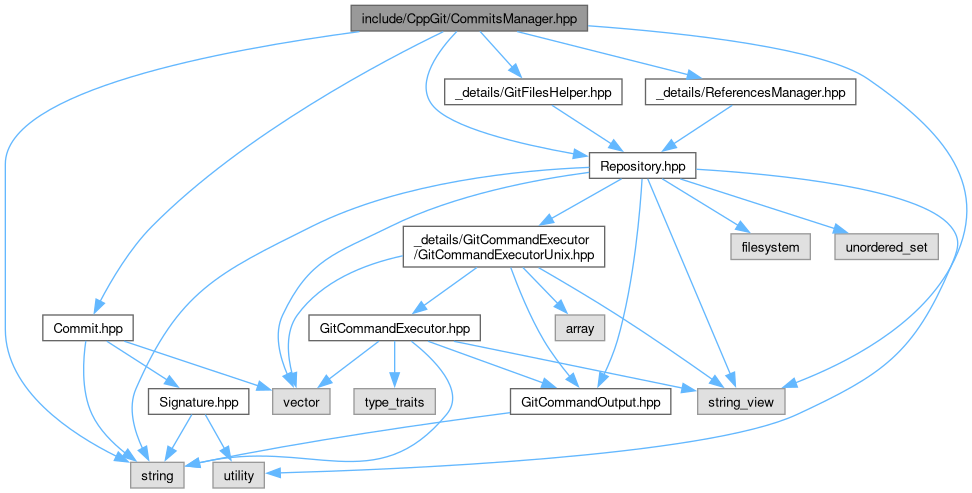 include/CppGit/CommitsManager.hpp
_details/GitFilesHelper.hpp
_details/ReferencesManager.hpp
Repository.hpp
_details/GitCommandExecutor
/GitCommandExecutorUnix.hpp
filesystem
unordered_set
Commit.hpp
GitCommandExecutor.hpp
array
Signature.hpp
vector
type_traits
GitCommandOutput.hpp
string_view
string
utility